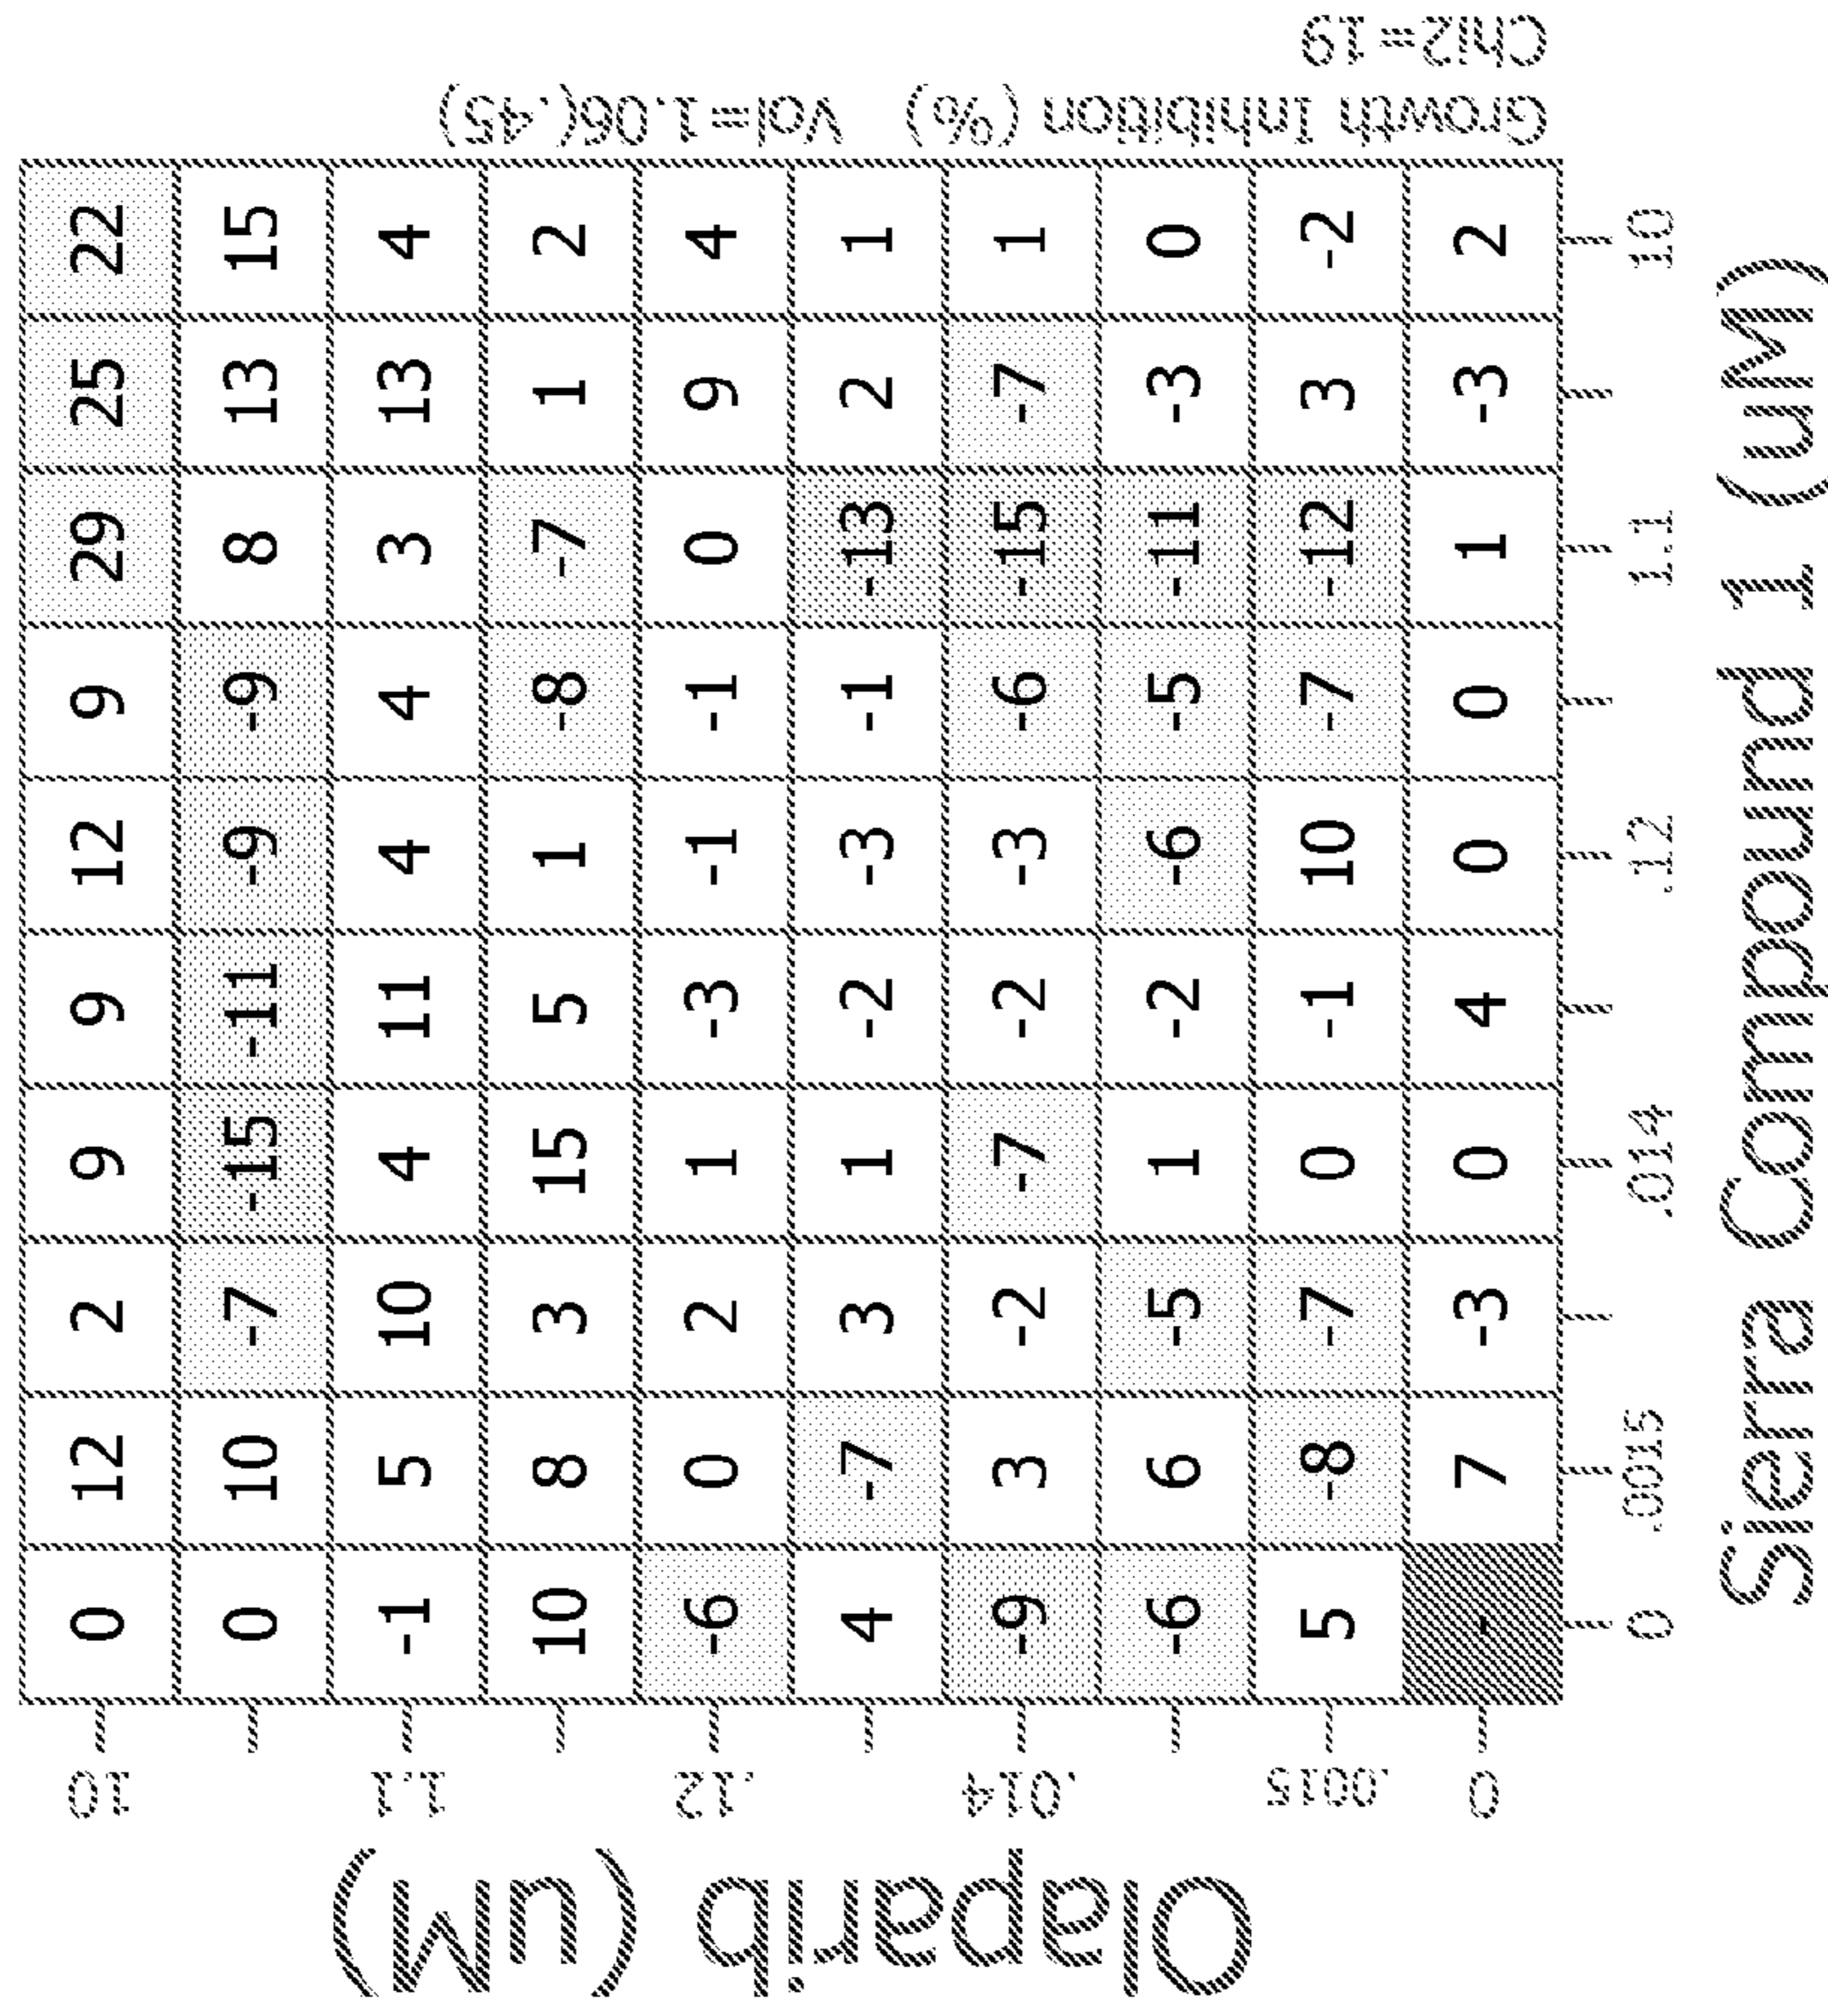 Olaparib (uM)
10 0 12 2 9 9 12 9 29 25 22
0 10 -7 -15 -11 -9 -9 8 13 15
1.1 -1 5 10 4 11 4 4 3 13 4
10 8 3 15 5 1 -8 -7 1 2
.12 -6 0 2 1 -3 -1 -1 0 9 4
4 -7 3 1 -2 -3 -1 -13 2 1
.014 -9 3 -2 -7 -2 -3 -6 -15 -7 1
-6 6 -5 1 -2 -6 -5 -11 -3 0
.0015 5 -8 -7 0 -1 10 -7 -12 3 -2
0 - 7 -3 0 4 0 0 1 -3 2
0 .0015 .014 .12 1.1 10
Sierra Compound 1 (uM)
Growth Inhibition (%) Vol=1.06(.45)
Chi2=19